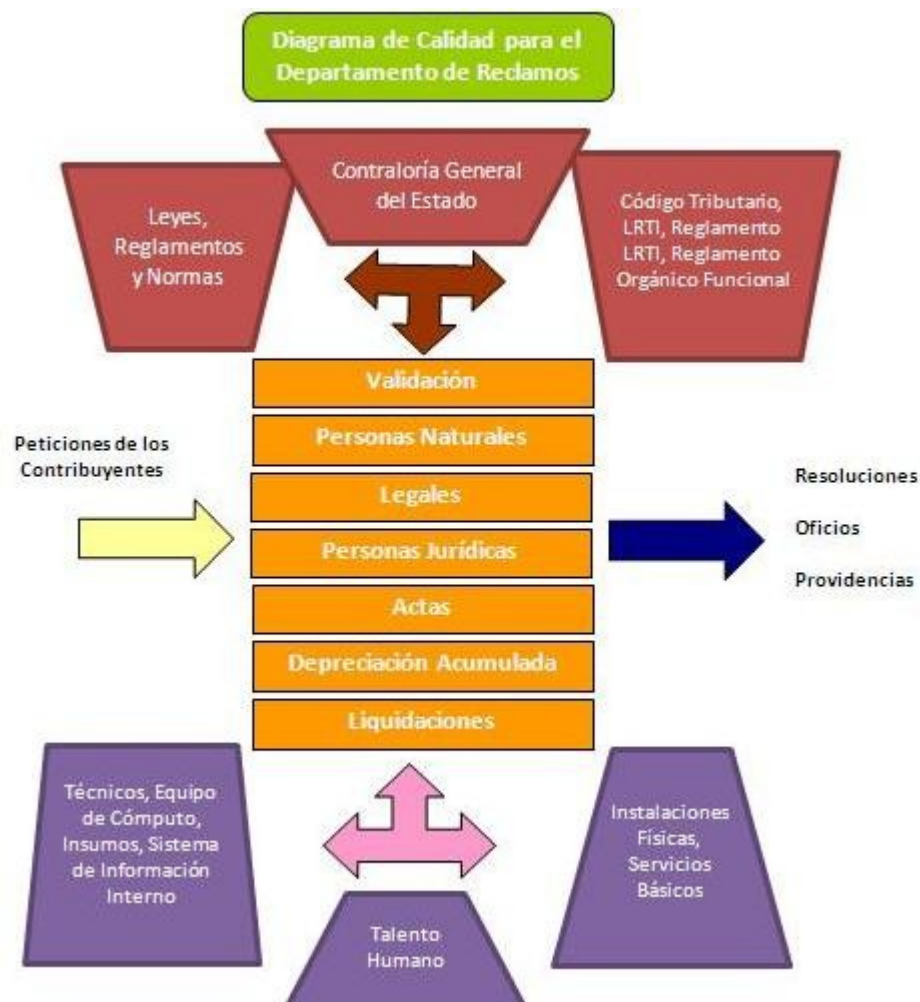 Diagrama de Calidad para el
Departamento de Reclamos
Contraloría General
del Estado
Leyes,
Reglamentos
y Normas
Código Tributario,
LRTI, Reglamento
LRTI, Reglamento
Orgánico Funcional
Validación
Personas Naturales
Legales
Personas Jurídicas
Actas
Depreciación Acumulada
Liquidaciones
Peticiones de los
Contribuyentes
Resoluciones
Oficios
Providencias
Técnicos, Equipo
de Cómputo,
Insumos, Sistema
de Información
Interno
Talento
Humano
Instalaciones
Físicas,
Servicios
Básicos